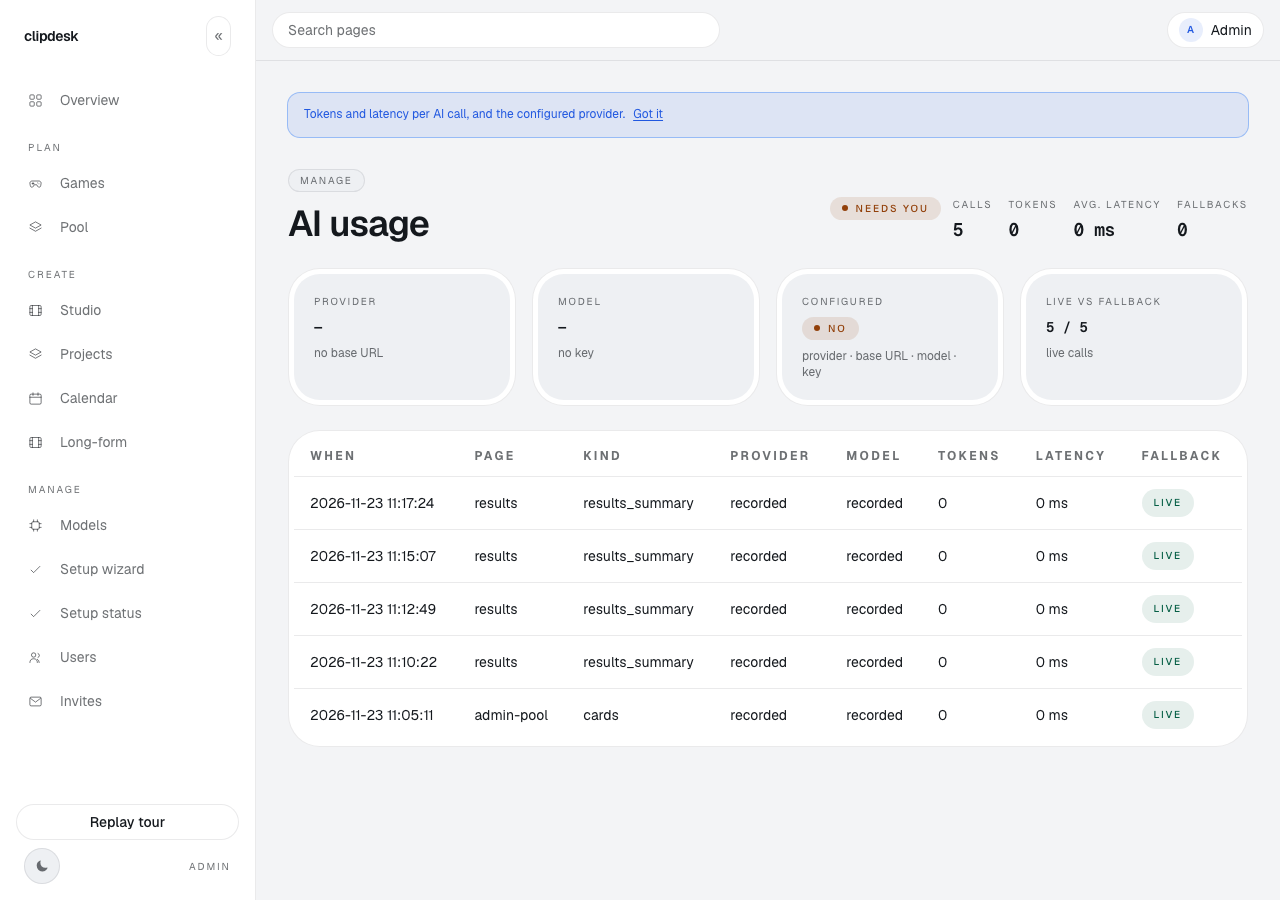 clipdesk
«
Search pages
A
Admin
Overview
PLAN
Games
Pool
CREATE
Studio
Projects
Calendar
Long-form
MANAGE
Models
Setup wizard
Setup status
Users
Invites
Replay tour
ADMIN
Tokens and latency per AI call, and the configured provider. Got it
MANAGE
AI usage
NEEDS YOU
CALLS TOKENS AVG. LATENCY FALLBACKS
5 0 0 ms 0
PROVIDER
–
no base URL
MODEL
–
no key
CONFIGURED
NO
provider · base URL · model ·
key
LIVE VS FALLBACK
5 / 5
live calls
WHEN PAGE KIND PROVIDER MODEL TOKENS LATENCY FALLBACK
2026-11-23 11:17:24 results results_summary recorded recorded 0 0 ms LIVE
2026-11-23 11:15:07 results results_summary recorded recorded 0 0 ms LIVE
2026-11-23 11:12:49 results results_summary recorded recorded 0 0 ms LIVE
2026-11-23 11:10:22 results results_summary recorded recorded 0 0 ms LIVE
2026-11-23 11:05:11 admin-pool cards recorded recorded 0 0 ms LIVE